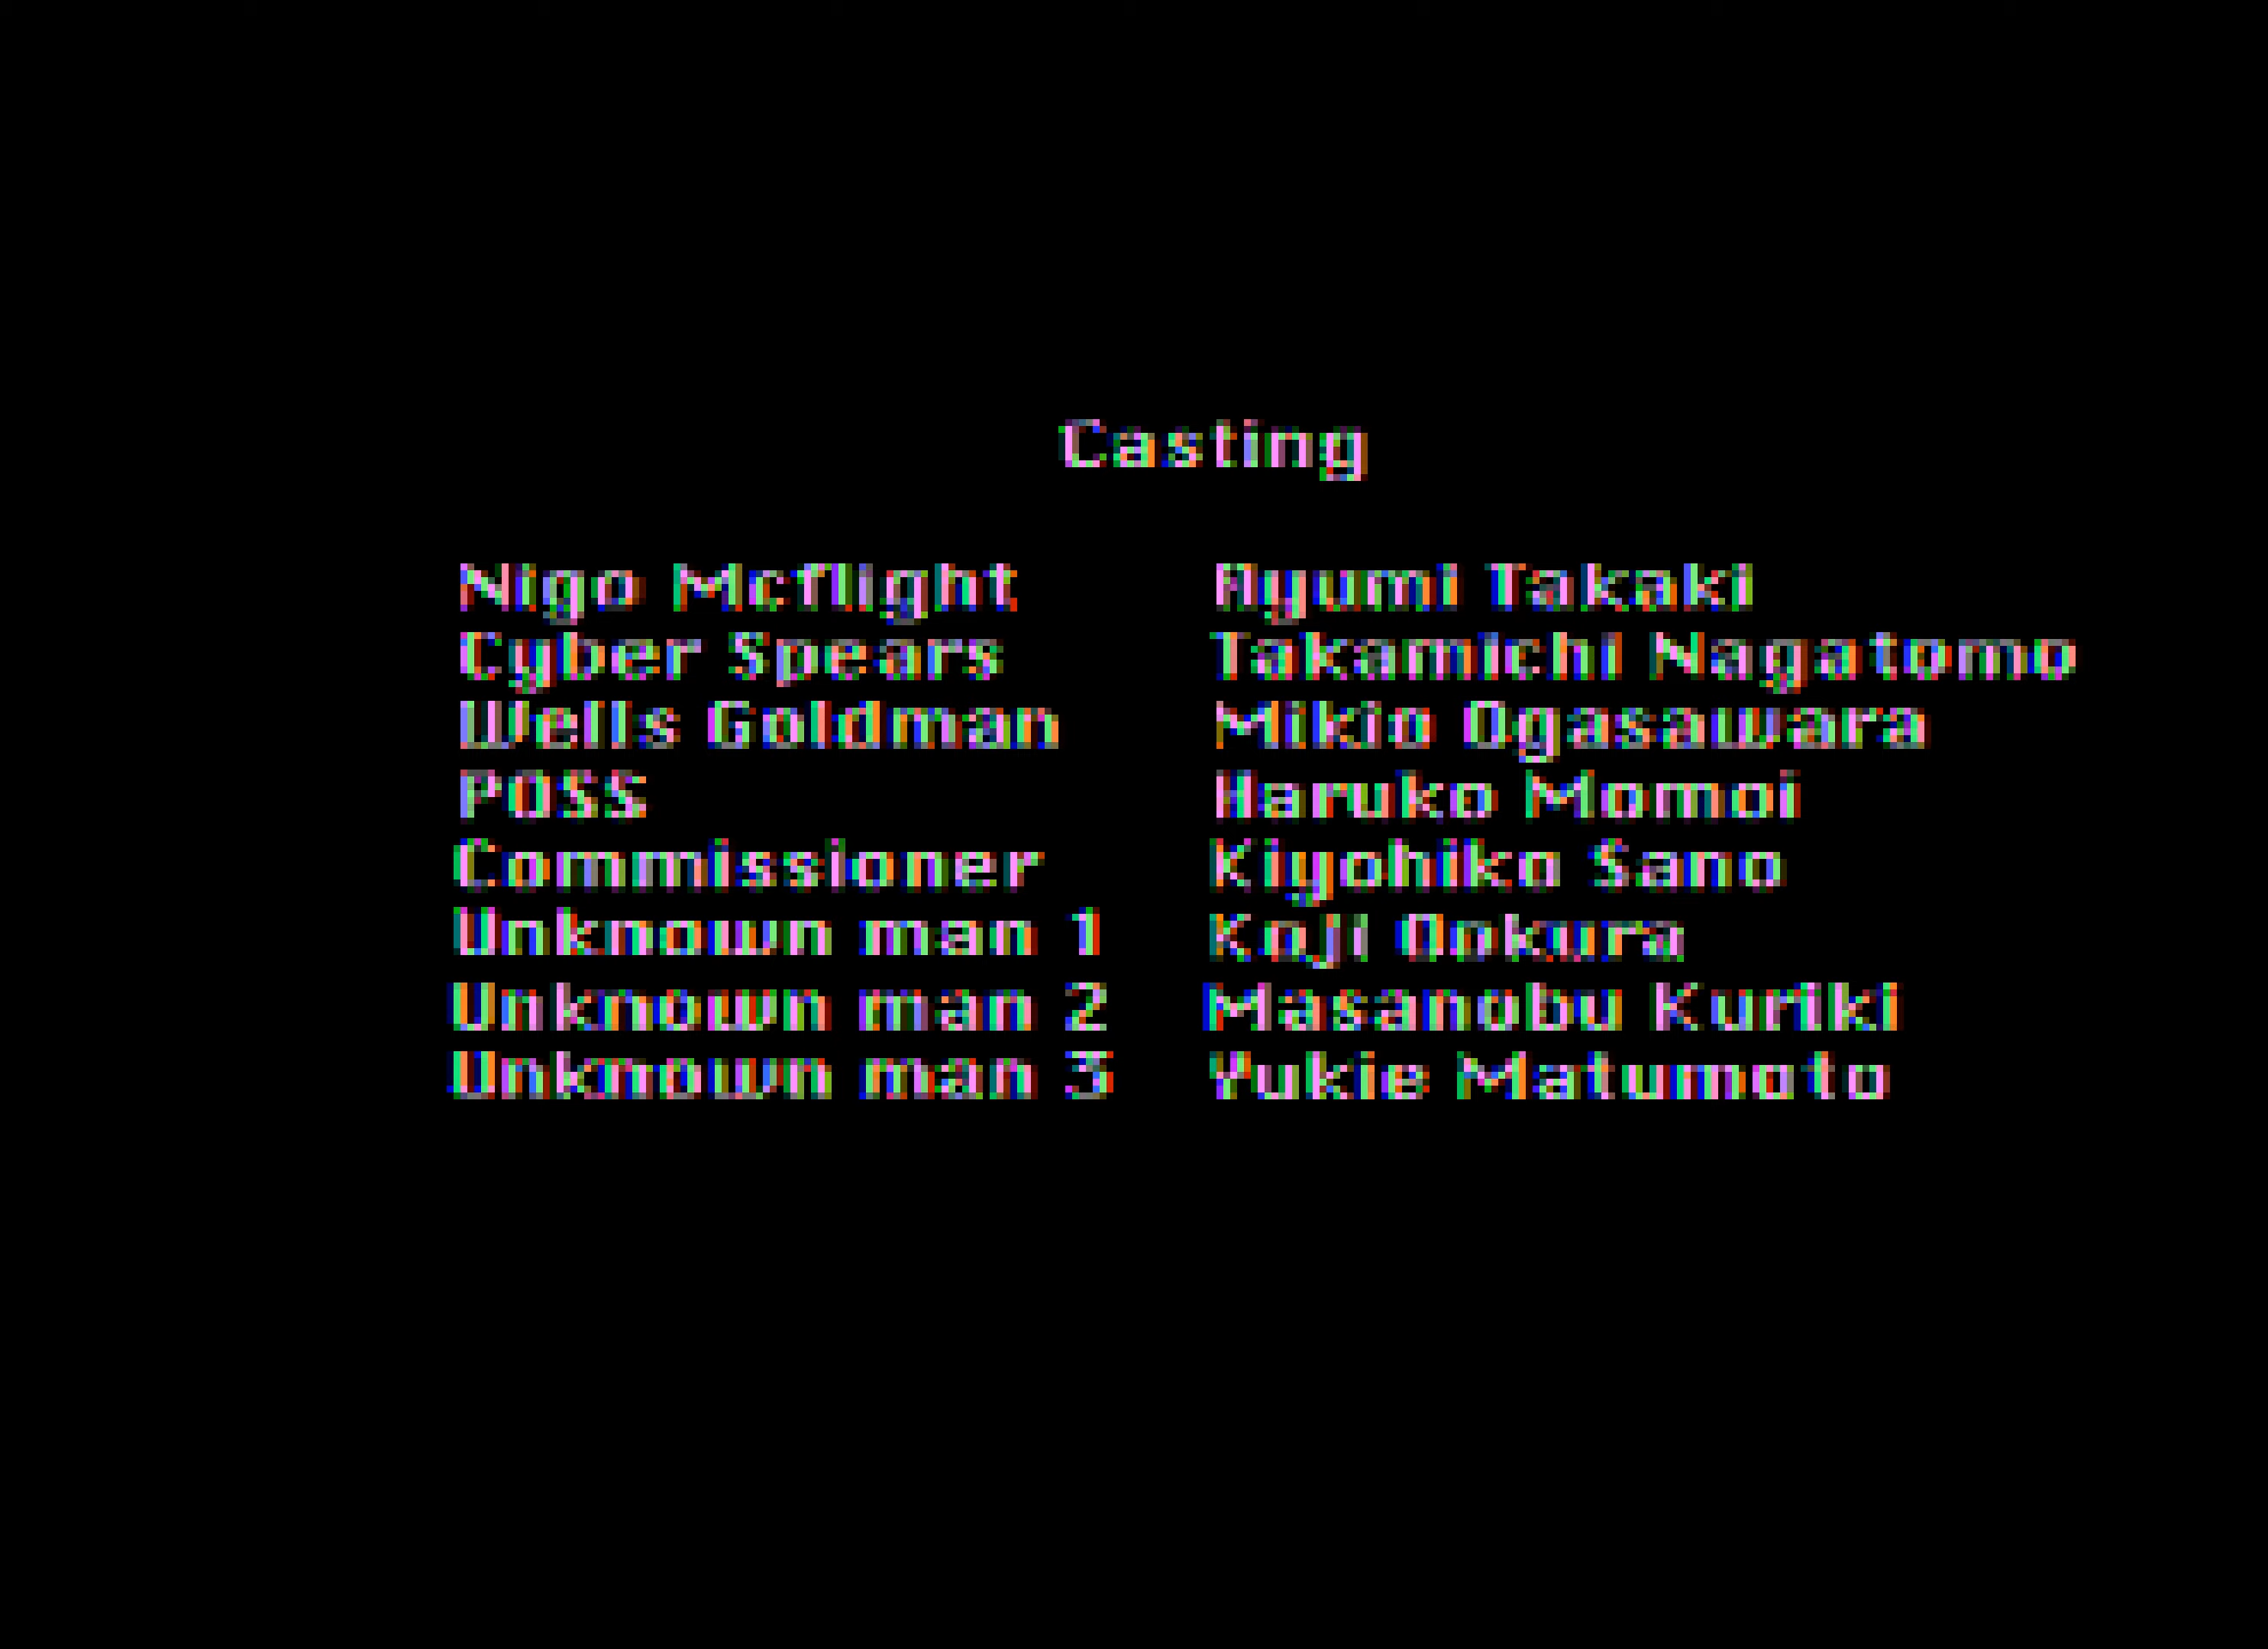 Casting
Nigo Mcflight Ayumi Takaki
Cyber Spears Takamichi Nagatomo
Wells Goldman Mikio Ogasawara
POSS Haruko Momoi
Commissioner Kiyohiko Sano
Unknown man 1 Koji Ookura
Unknown man 2 Masanobu Kuriki
Unknown man 3 Yukie Matumoto